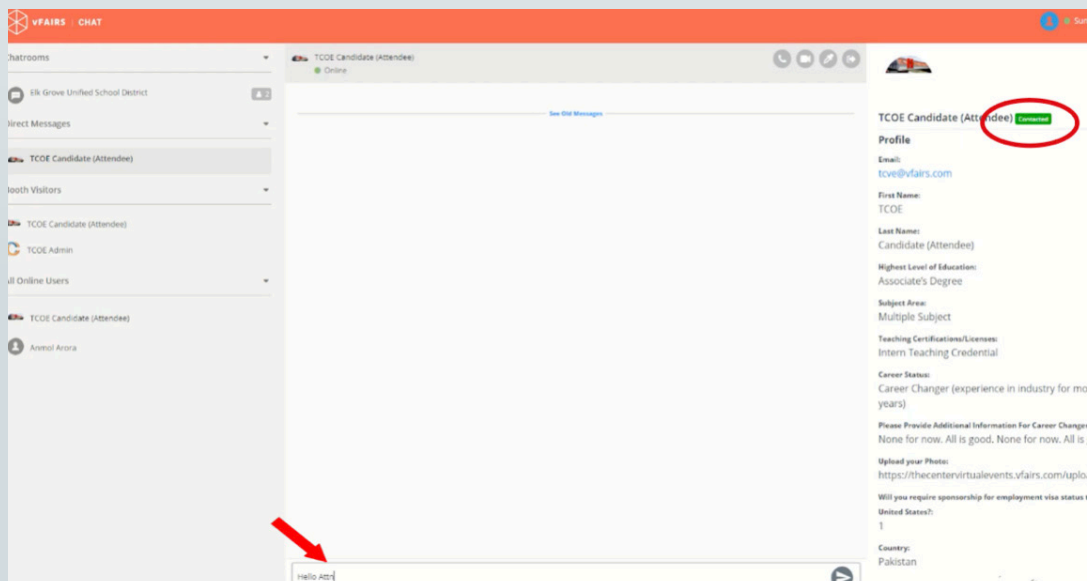 vFAIRS | CHAT
Sun
Chatrooms
Elk Grove Unified School District
2
Direct Messages
TCOE Candidate (Attendee)
Booth Visitors
TCOE Candidate (Attendee)
TCOE Admin
All Online Users
TCOE Candidate (Attendee)
Anmol Arora
TCOE Candidate (Attendee)
Online
See Old Messages
Hello Attn
TCOE Candidate (Attendee) Contacted
Profile
Email:
tcve@vfairs.com
First Name:
TCOE
Last Name:
Candidate (Attendee)
Highest Level of Education:
Associate's Degree
Subject Area:
Multiple Subject
Teaching Certifications/Licenses:
Intern Teaching Credential
Career Status:
Career Changer (experience in industry for mo
years)
Please Provide Additional Information For Career Changer
None for now. All is good. None for now. All is
Upload your Photo:
https://thecentervirtualevents.vfairs.com/uplo
Will you require sponsorship for employment visa status
United States?:
1
Country:
Pakistan